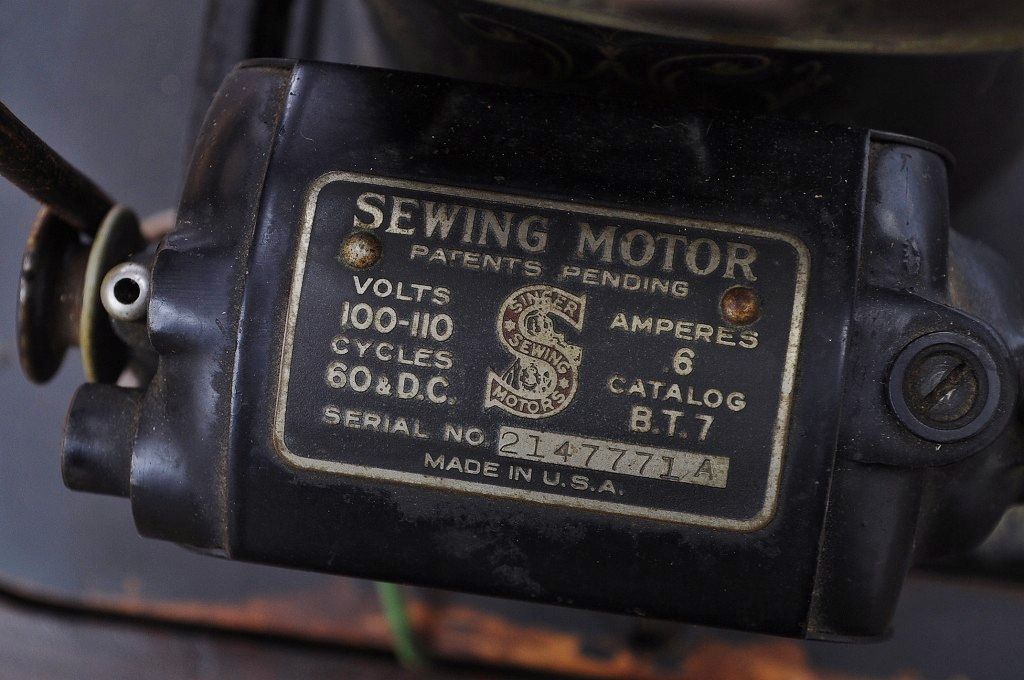 SEWING MOTOR
PATENTS PENDING
VOLTS
100-110
CYCLES
60 & D.C.
SINGER
SEWING
MOTORS
AMPERES
.6
CATALOG
B.T. 7
SERIAL NO. 2147771A
MADE IN U.S.A.